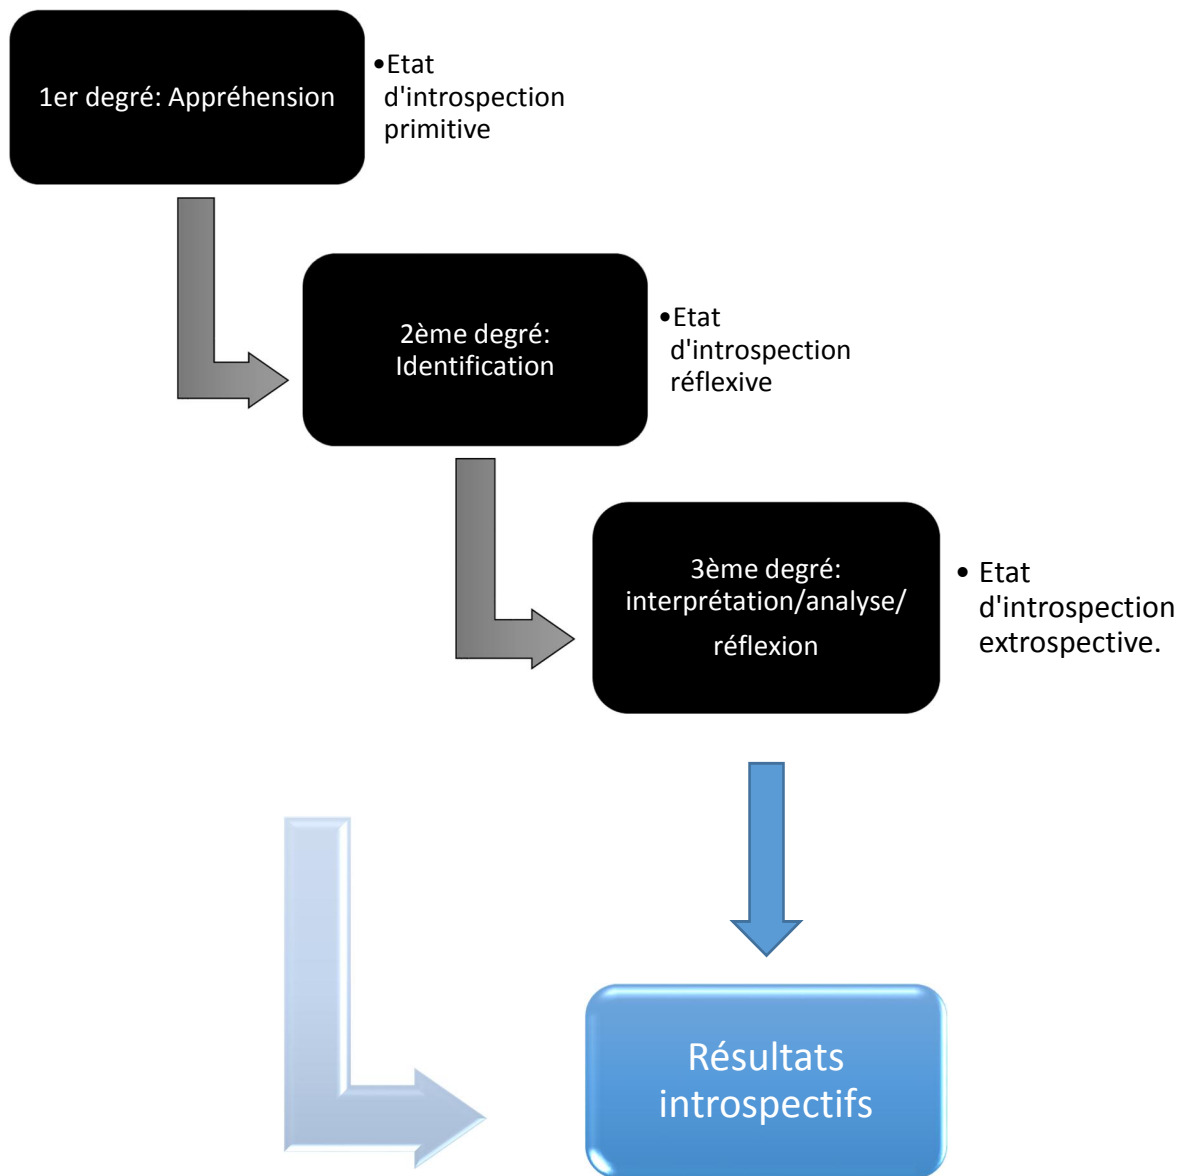 1er degré: Appréhension
•Etat
d'introspection
primitive
2ème degré:
Identification
•Etat
d'introspection
réflexive
3ème degré:
interprétation/analyse/
réflexion
• Etat
d'introspection
extrospective.
Résultats
introspectifs